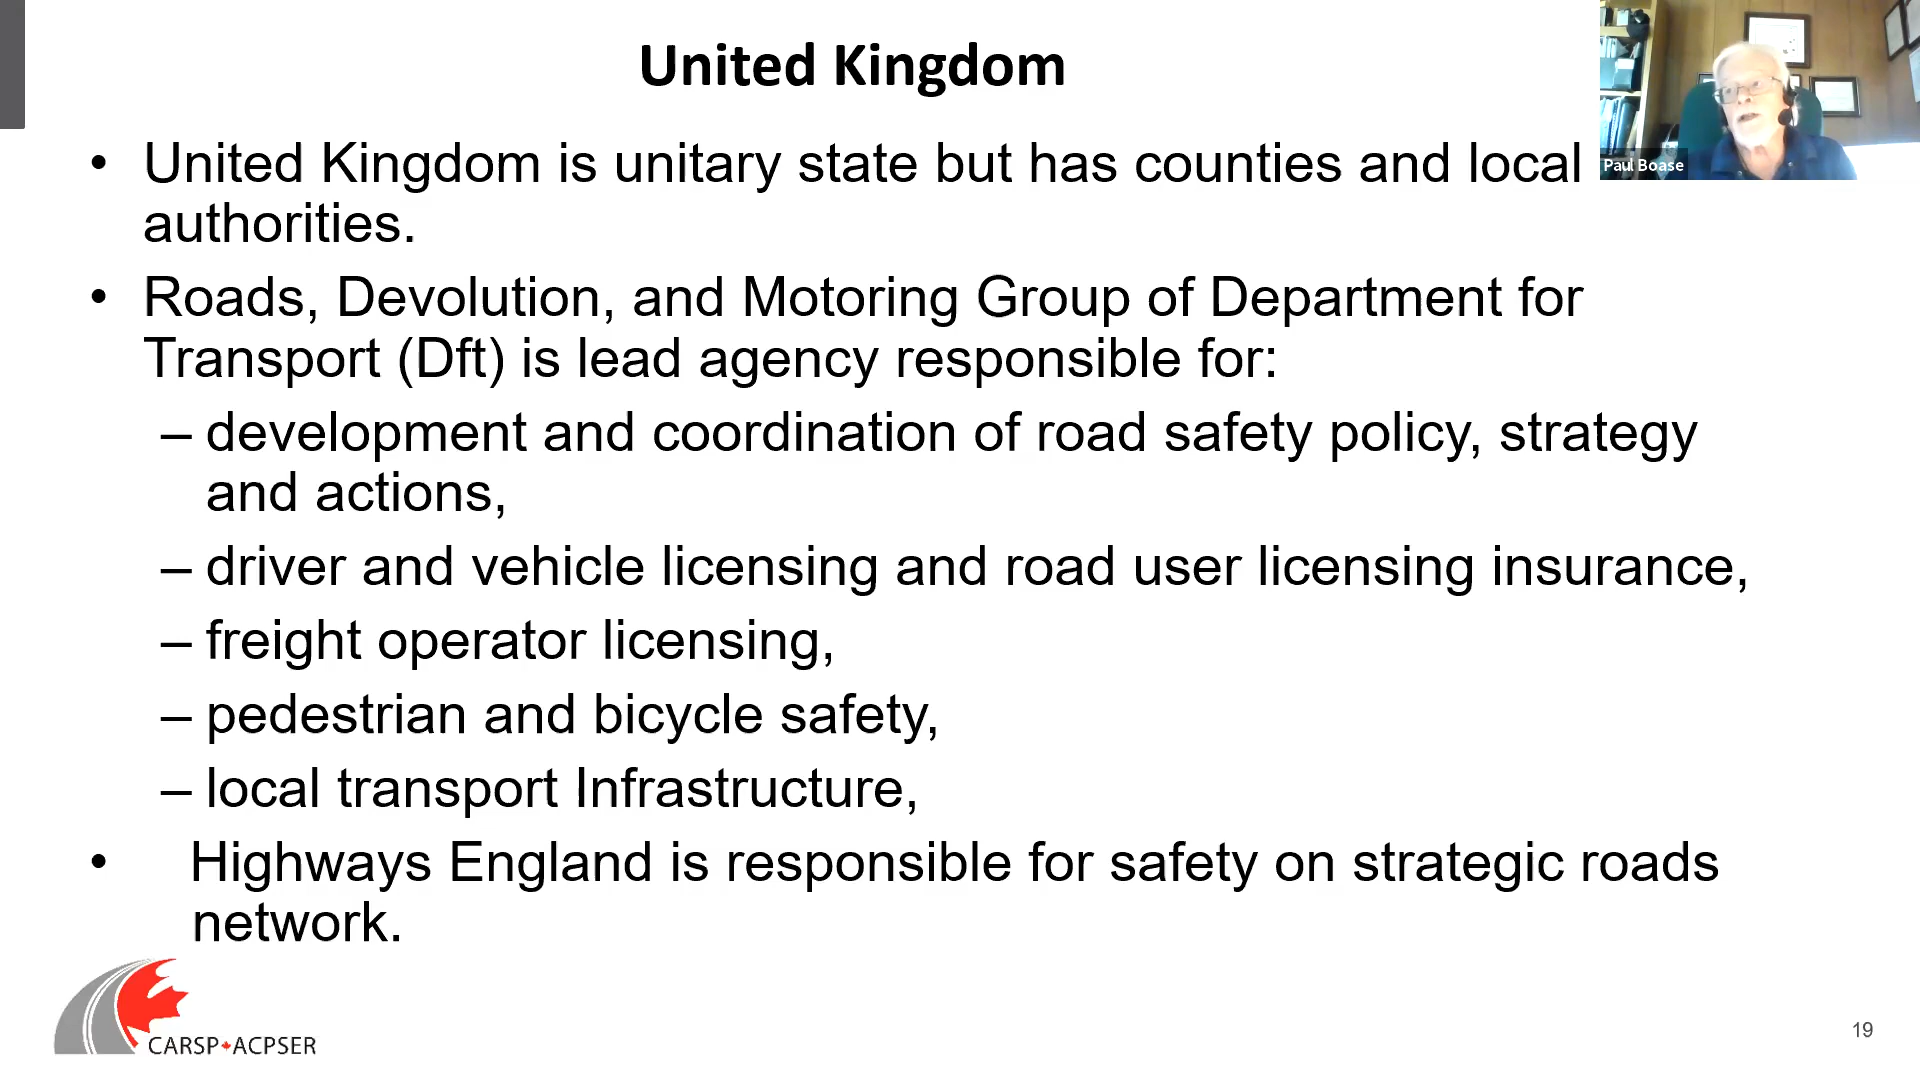 United Kingdom
• United Kingdom is unitary state but has counties and local
authorities.
• Roads, Devolution, and Motoring Group of Department for
Transport (Dft) is lead agency responsible for:
– development and coordination of road safety policy, strategy
and actions,
– driver and vehicle licensing and road user licensing insurance,
– freight operator licensing,
– pedestrian and bicycle safety,
– local transport Infrastructure,
• Highways England is responsible for safety on strategic roads
network.
Paul Boase
CARSP ACPSER
19